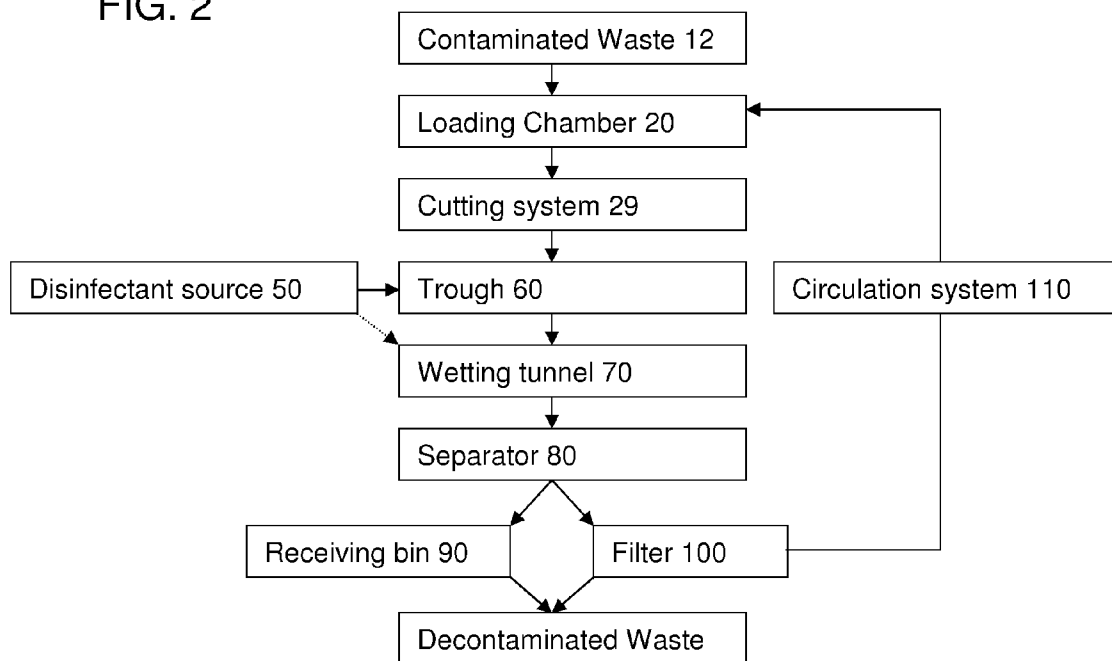 FIG. 2
Contaminated Waste 12
Loading Chamber 20
Cutting system 29
Disinfectant source 50
Trough 60
Circulation system 110
Wetting tunnel 70
Separator 80
Receiving bin 90
Filter 100
Decontaminated Waste